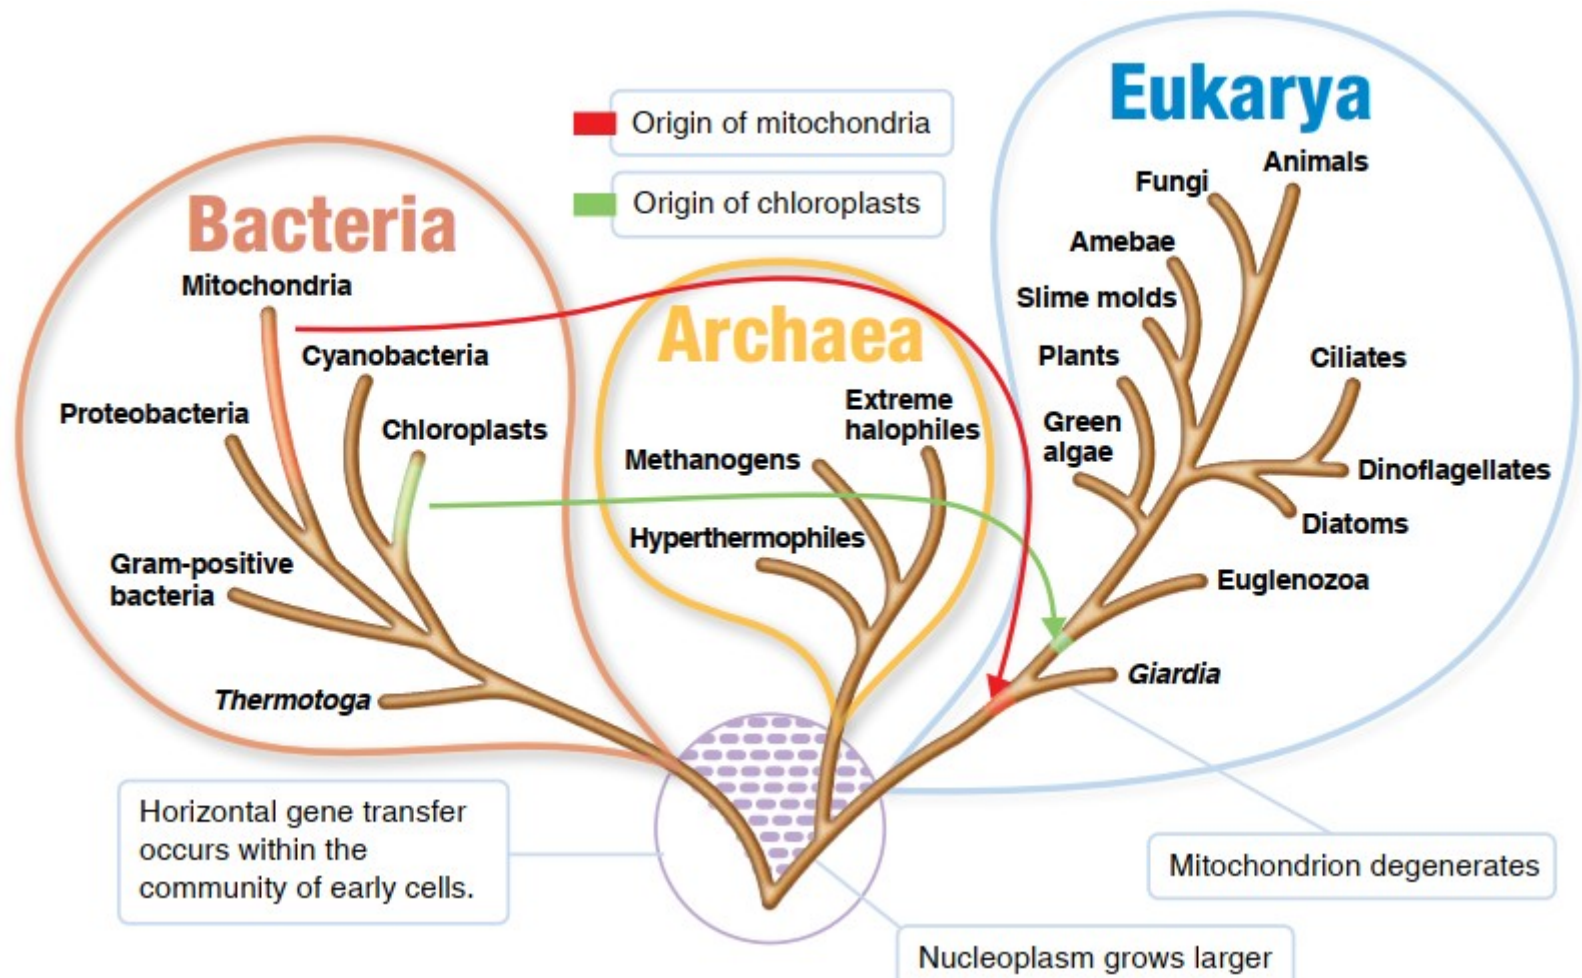 Eukarya
Origin of mitochondria
Origin of chloroplasts
Bacteria
Mitochondria
Cyanobacteria
Proteobacteria
Chloroplasts
Gram-positive
bacteria
Thermotoga
Archaea
Extreme
halophiles
Methanogens
Hyperthermophiles
Animals
Fungi
Amebae
Slime molds
Plants
Ciliates
Green
algae
Dinoflagellates
Diatoms
Euglenozoa
Giardia
Horizontal gene transfer
occurs within the
community of early cells.
Mitochondrion degenerates
Nucleoplasm grows larger